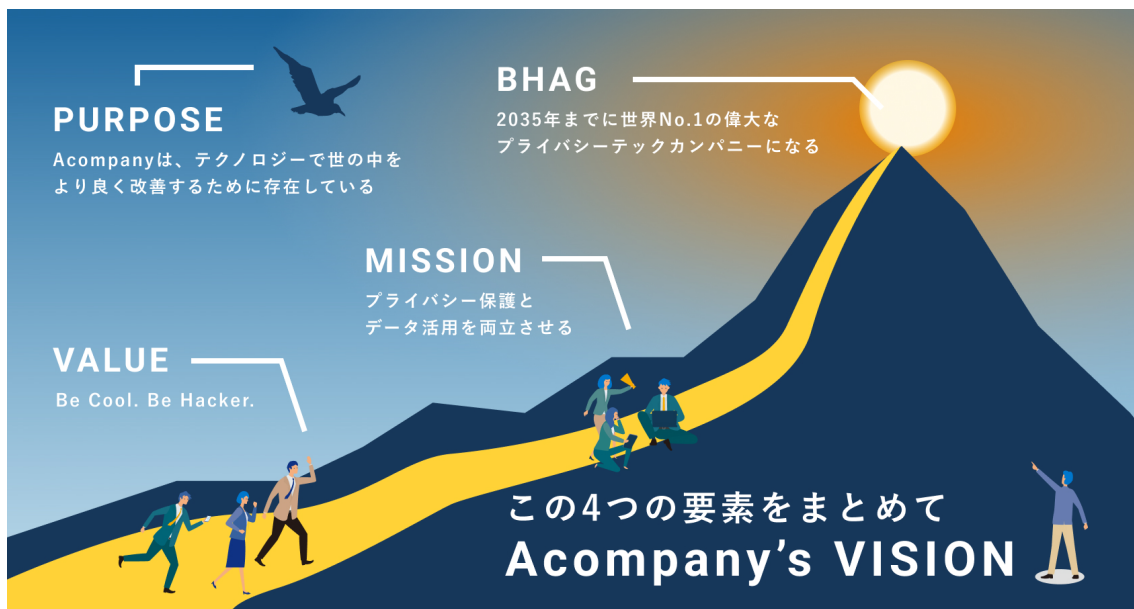 PURPOSE
Acompanyは、テクノロジーで世の中を
より良く改善するために存在している
BHAG
2035年までに世界No.1の偉大な
プライバシーテックカンパニーになる
MISSION
プライバシー保護と
データ活用を両立させる
VALUE
Be Cool. Be Hacker.
この4つの要素をまとめて
Acompany’s VISION